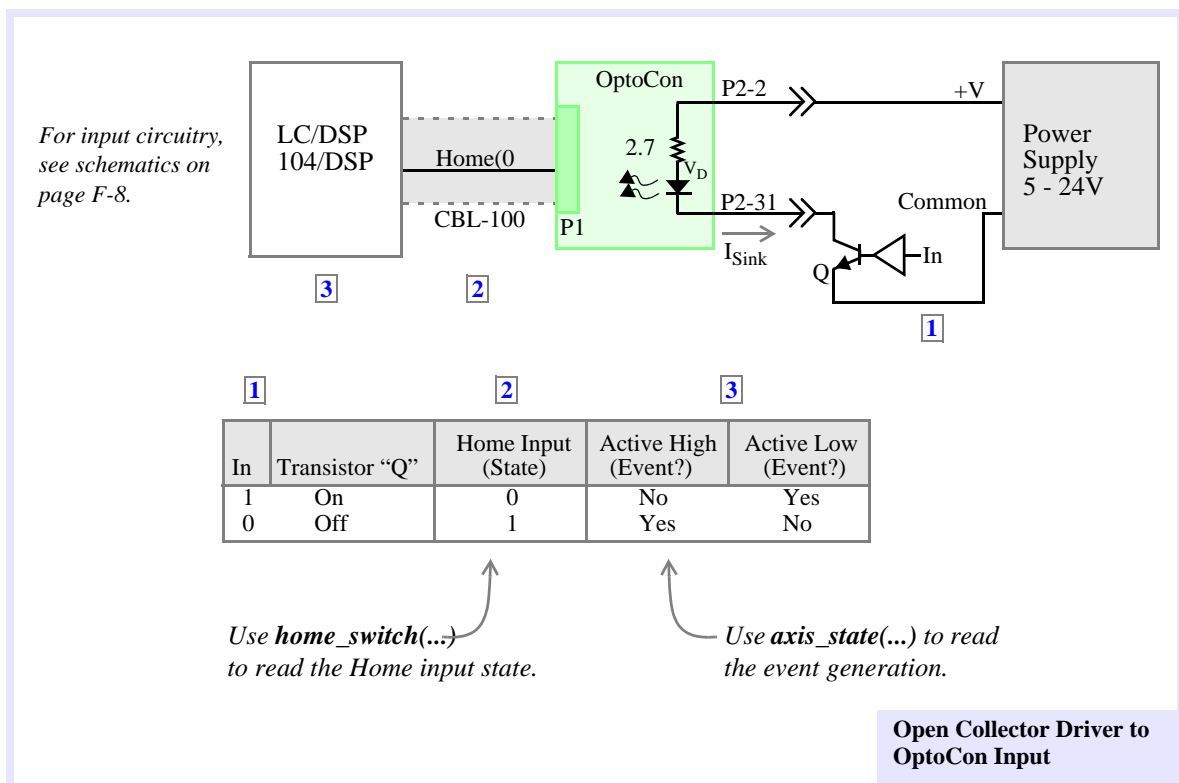 OptoCon
P2-2
+V
For input circuitry,
see schematics on
page F-8.
LC/DSP
104/DSP
Home(0
CBL-100
P1
2.7
VD
P2-31
ISink
Common
Power
Supply
5 - 24V
Q
In
3
2
1
1
2
3
In
Transistor “Q”
Home Input
(State)
Active High
(Event?)
Active Low
(Event?)
1 On 0 No Yes
0 Off 1 Yes No
Use home_switch(...)
to read the Home input state.
Use axis_state(...) to read
the event generation.
Open Collector Driver to
OptoCon Input